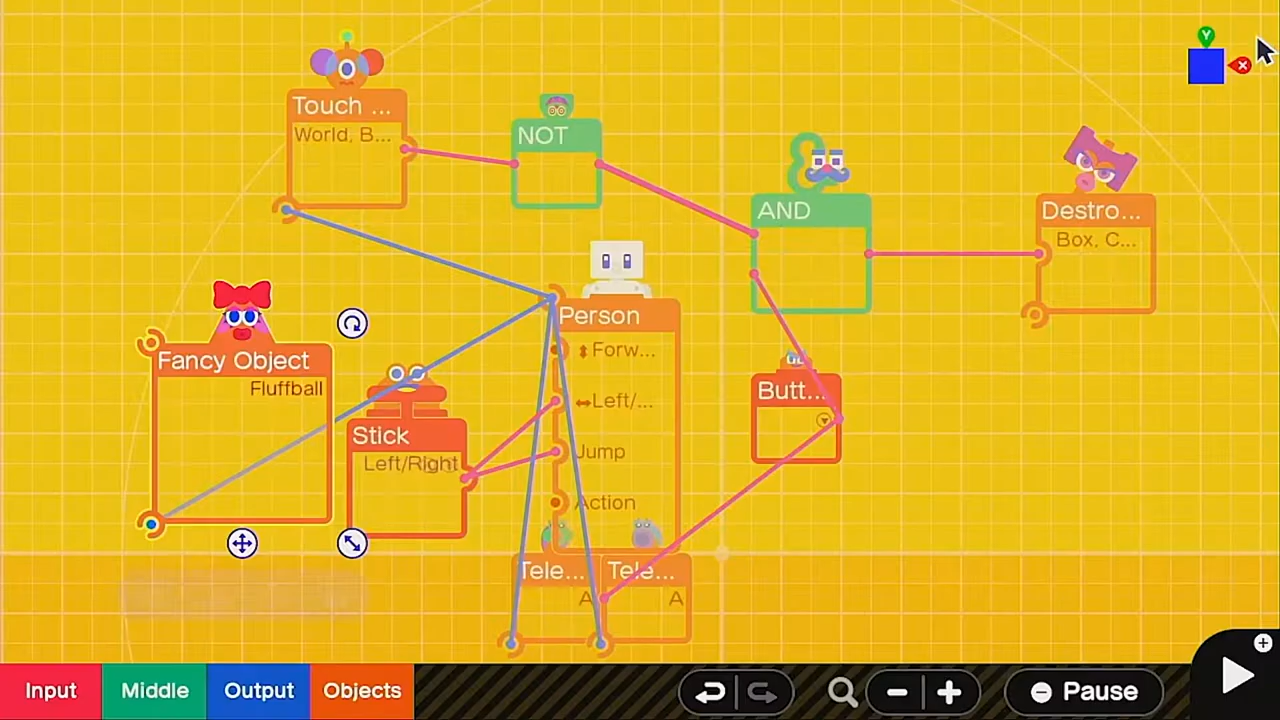 Y
Touch ...
World, B...
NOT
AND
Destro...
Box, C...
Person
Forw...
Left/...
Jump
Action
Fancy Object
Fluffball
Stick
Left/Right
Butt...
Tele...
A
Tele...
A
Input
Middle
Output
Objects
Pause